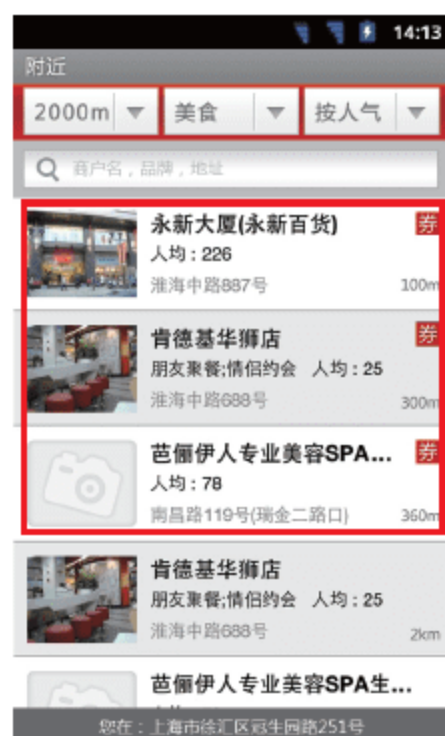 14:13
附近
2000m 美食 按人气
商户名，品牌，地址
永新大厦(永新百货) 券
人均：226
淮海中路887号 100m
肯德基华狮店 券
朋友聚餐;情侣约会 人均：25
淮海中路688号 300m
芭俪伊人专业美容SPA... 券
人均：78
南昌路119号(瑞金二路口) 360m
肯德基华狮店
朋友聚餐;情侣约会 人均：25
淮海中路688号 2km
芭俪伊人专业美容SPA生...
您在：上海市徐汇区冠生园路251号